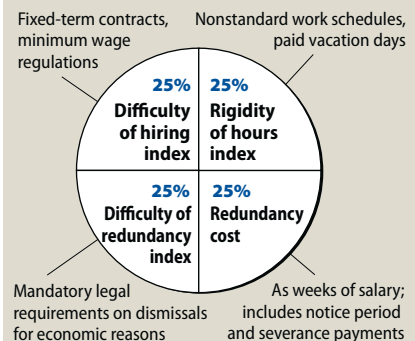 Fixed-term contracts,
minimum wage
regulations
Nonstandard work schedules,
paid vacation days
25%
Difficulty
of hiring
index
25%
Rigidity
of hours
index
25%
Difficulty of
redundancy
index
25%
Redundancy
cost
Mandatory legal
requirements on dismissals
for economic reasons
As weeks of salary;
includes notice period
and severance payments